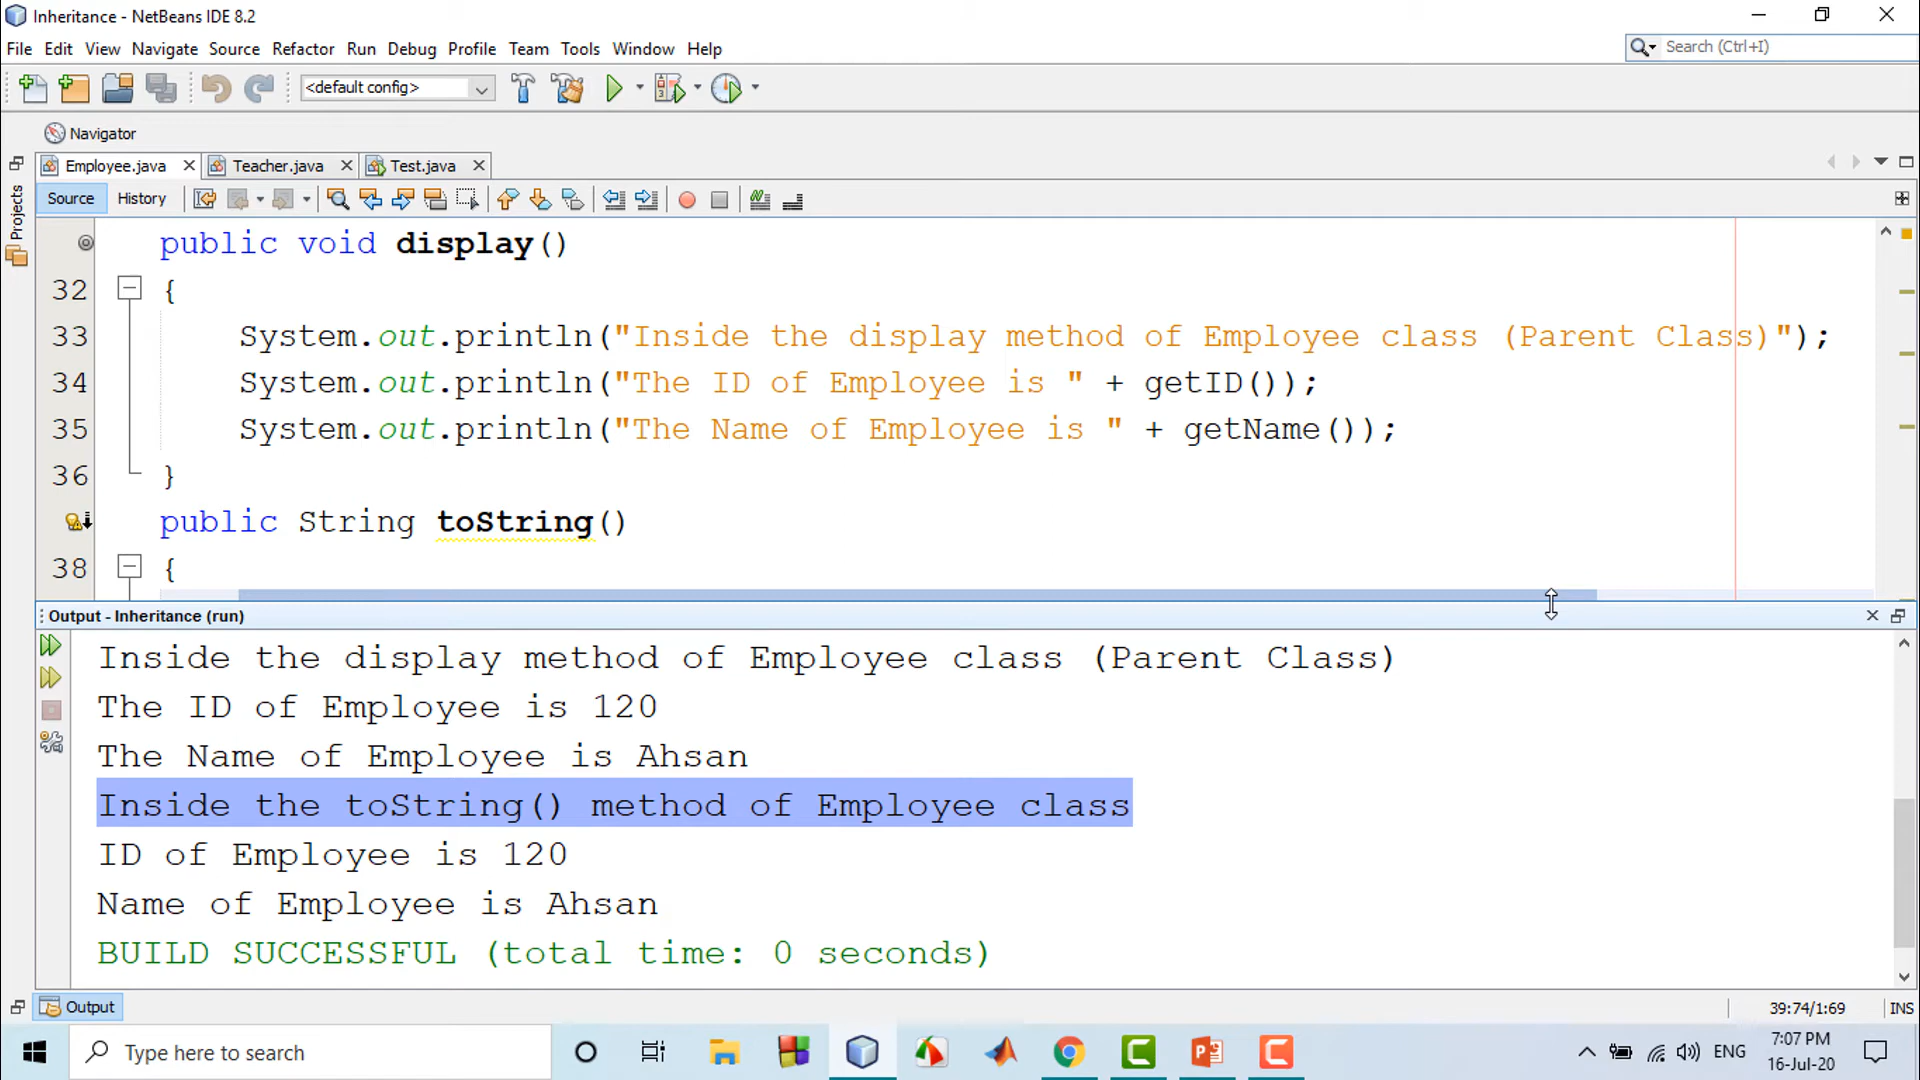 Inheritance - NetBeans IDE 8.2
File Edit View Navigate Source Refactor Run Debug Profile Team Tools Window Help
Search (Ctrl+I)
<default config>
Navigator
Employee.java Teacher.java Test.java
Projects
Source History
public void display()
32 {
33 System.out.println("Inside the display method of Employee class (Parent Class)");
34 System.out.println("The ID of Employee is " + getID());
35 System.out.println("The Name of Employee is " + getName());
36 }
public String toString()
38 {
Output - Inheritance (run)
Inside the display method of Employee class (Parent Class)
The ID of Employee is 120
The Name of Employee is Ahsan
Inside the toString() method of Employee class
ID of Employee is 120
Name of Employee is Ahsan
BUILD SUCCESSFUL (total time: 0 seconds)
Output
39:74/1:69 INS
Type here to search
ENG
7:07 PM
16-Jul-20